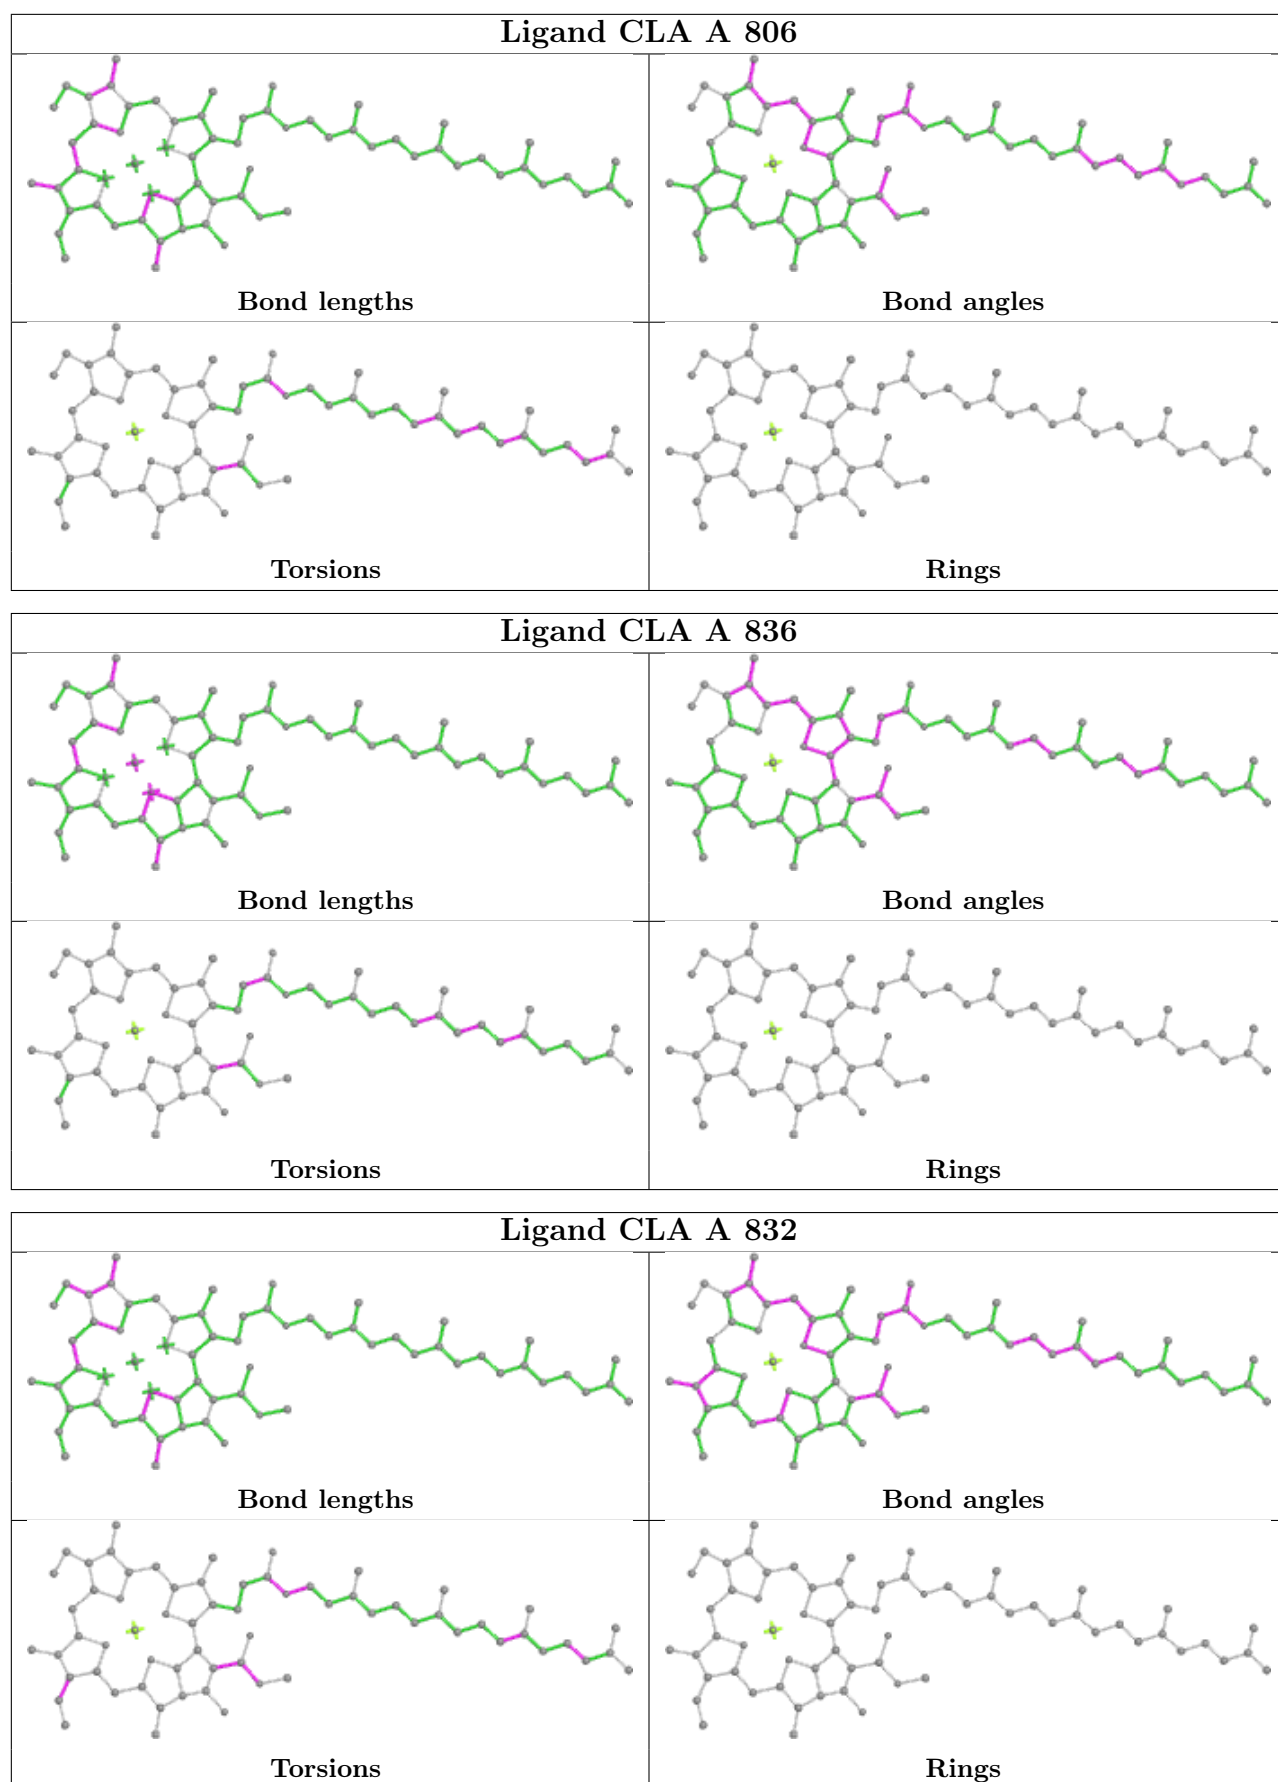 Ligand CLA A 806
Bond lengths
Bond angles
Torsions
Rings
Ligand CLA A 836
Bond lengths
Bond angles
Torsions
Rings
Ligand CLA A 832
Bond lengths
Bond angles
Torsions
Rings